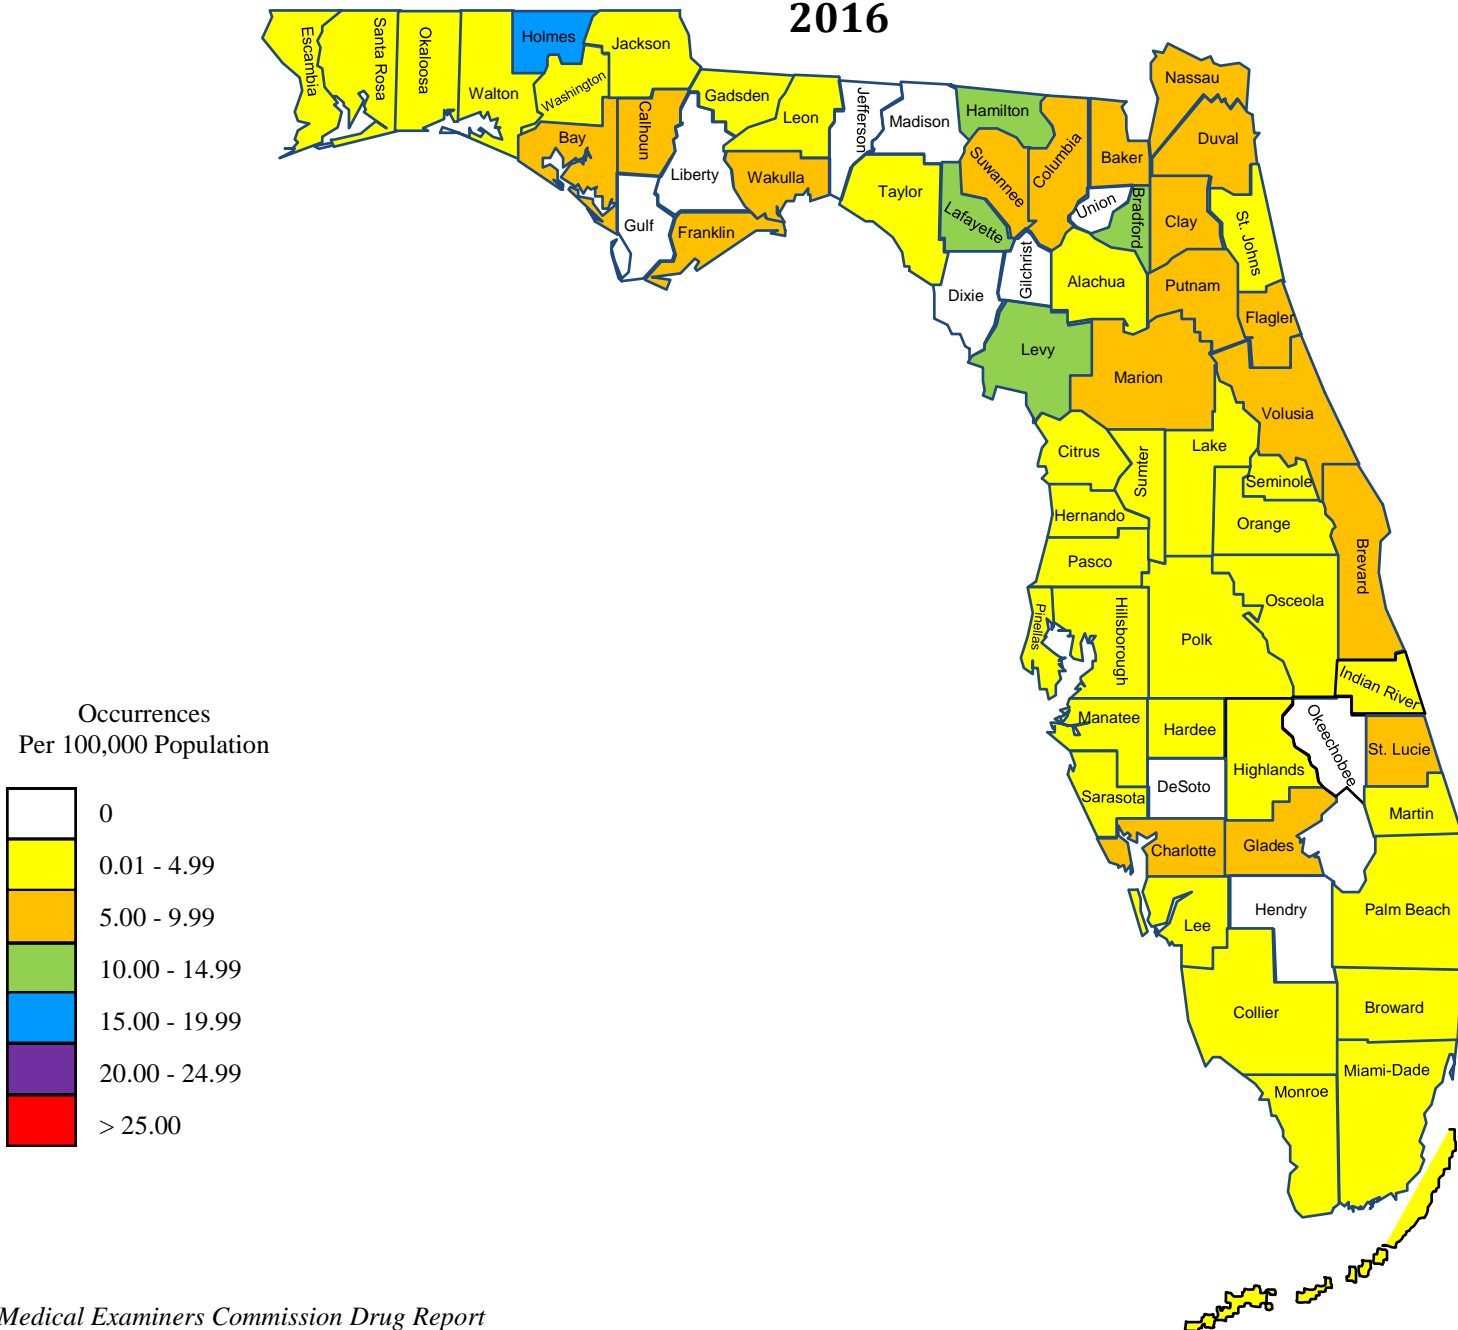 2016
Escambia
Santa Rosa
Okaloosa
Walton
Holmes
Washington
Jackson
Bay
Calhoun
Gulf
Liberty
Gadsden
Leon
Wakulla
Franklin
Jefferson
Madison
Taylor
Hamilton
Suwannee
Lafayette
Columbia
Dixie
Gilchrist
Baker
Union
Bradford
Nassau
Duval
Clay
St. Johns
Alachua
Putnam
Flagler
Levy
Marion
Volusia
Citrus
Sumter
Lake
Seminole
Hernando
Orange
Pasco
Brevard
Pinellas
Hillsborough
Polk
Osceola
Indian River
Manatee
Hardee
Highlands
Okeechobee
St. Lucie
Sarasota
DeSoto
Martin
Charlotte
Glades
Lee
Hendry
Palm Beach
Collier
Broward
Monroe
Miami-Dade
Occurrences
Per 100,000 Population
0
0.01 - 4.99
5.00 - 9.99
10.00 - 14.99
15.00 - 19.99
20.00 - 24.99
> 25.00
Medical Examiners Commission Drug Report